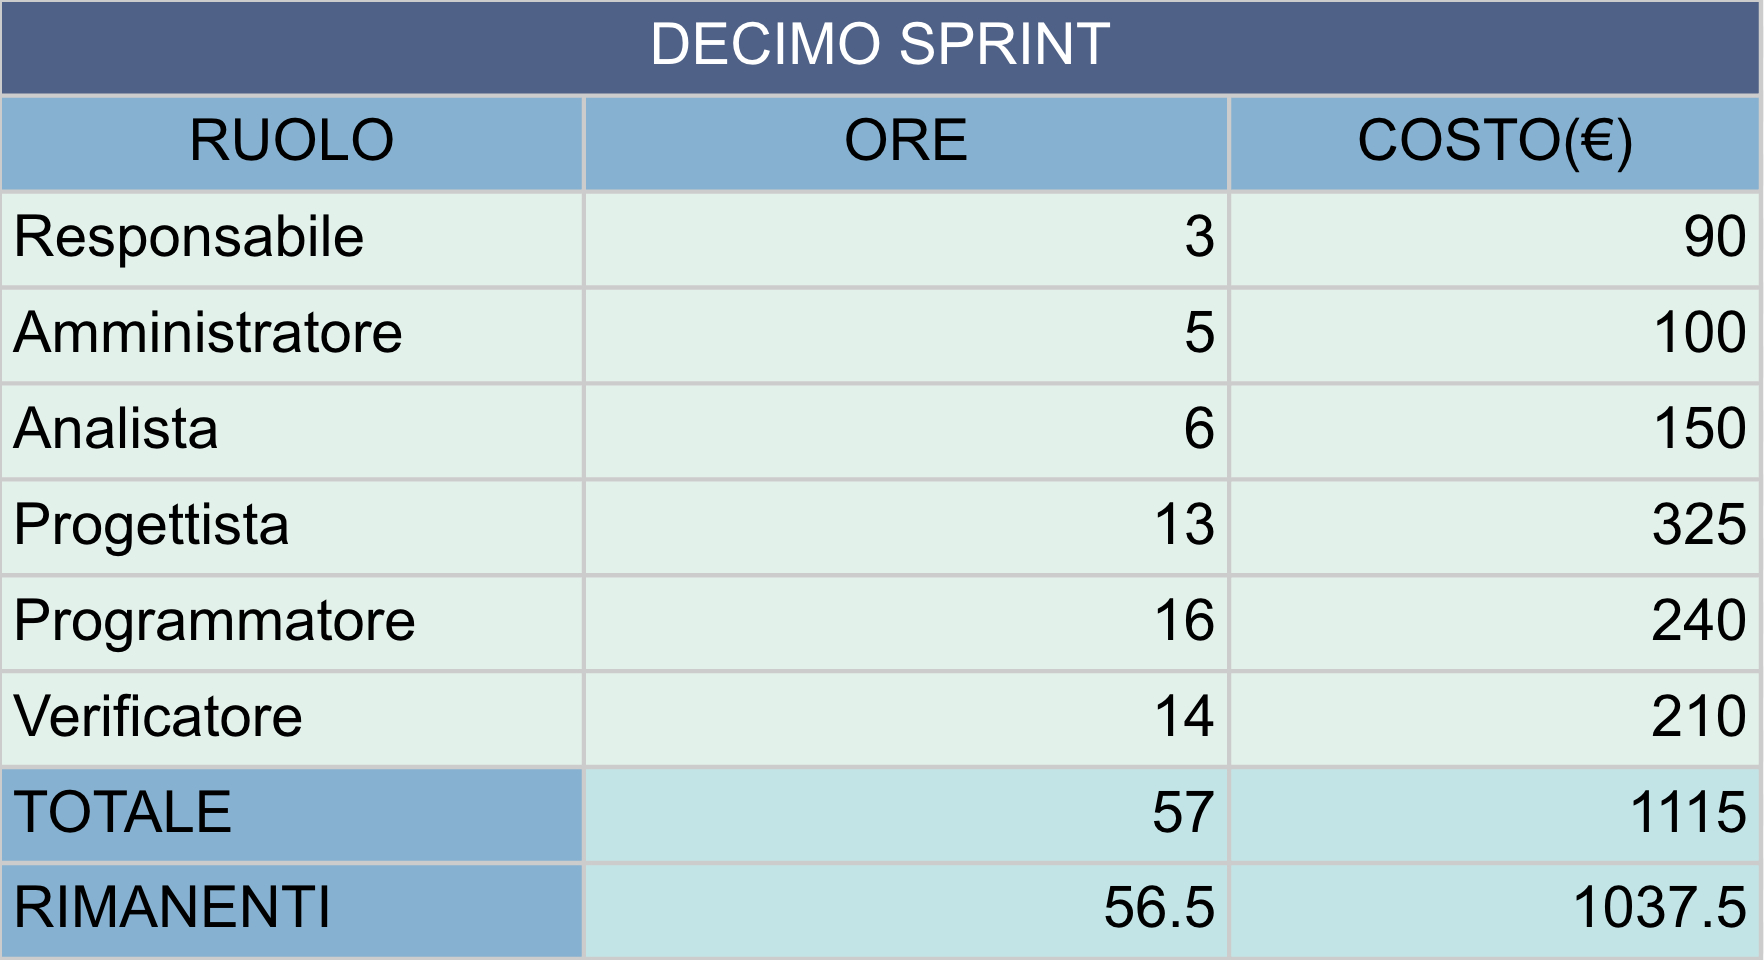 DECIMO SPRINT
RUOLO ORE COSTO(€)
Responsabile 3 90
Amministratore 5 100
Analista 6 150
Progettista 13 325
Programmatore 16 240
Verificatore 14 210
TOTALE 57 1115
RIMANENTI 56.5 1037.5